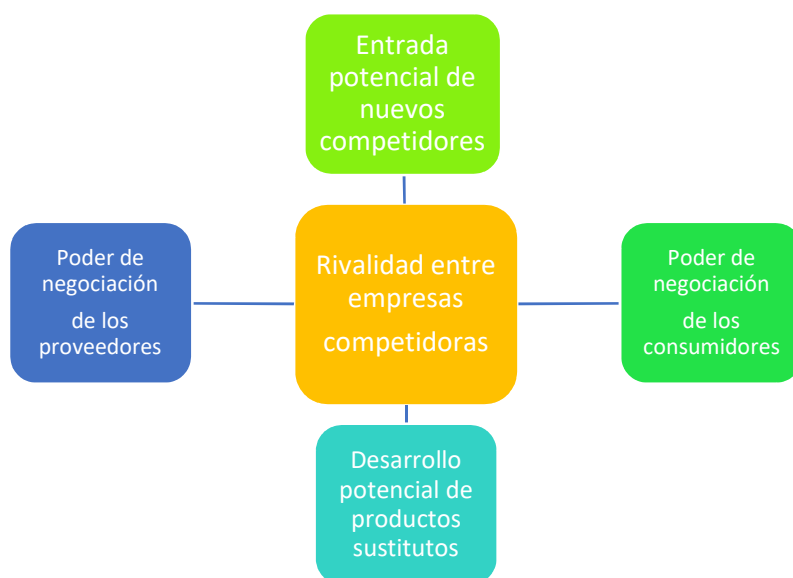 Entrada
potencial de
nuevos
competidores
Poder de
negociación
de los
proveedores
Rivalidad entre
empresas
competidoras
Poder de
negociación
de los
consumidores
Desarrollo
potencial de
productos
sustitutos